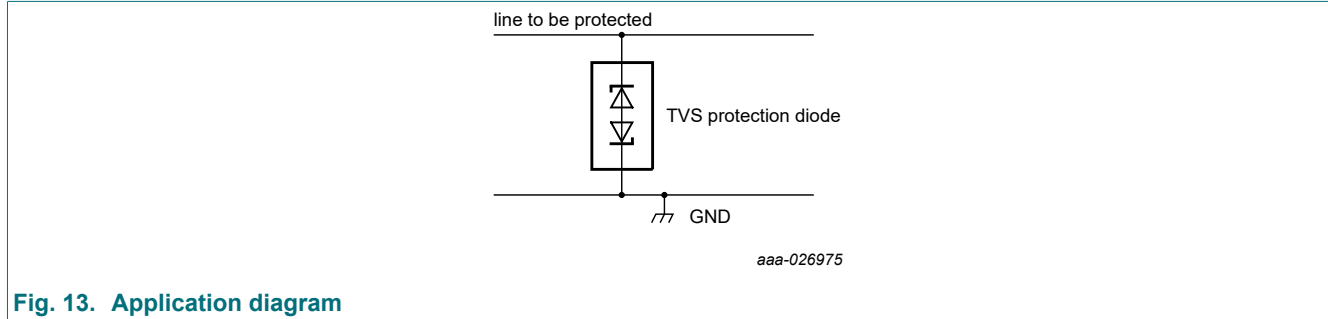 line to be protected
TVS protection diode
GND
aaa-026975
Fig. 13. Application diagram